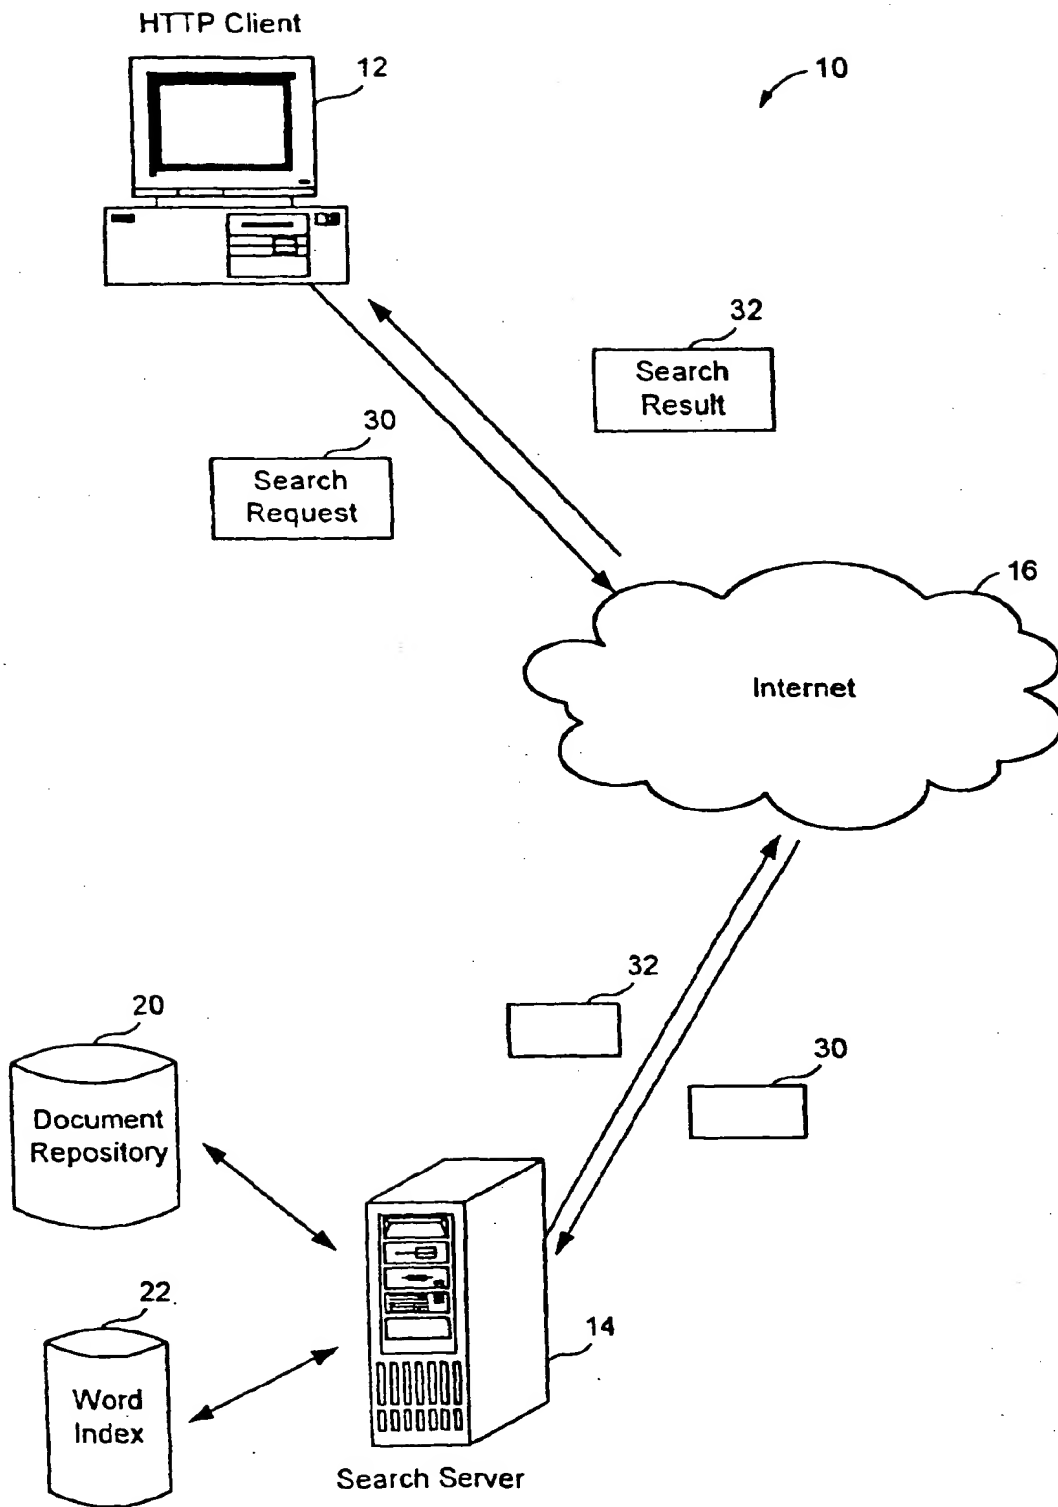 HTTP Client
12
10
32
Search
Result
30
Search
Request
16
Internet
32
20
30
Document
Repository
22
14
Word
Index
Search Server